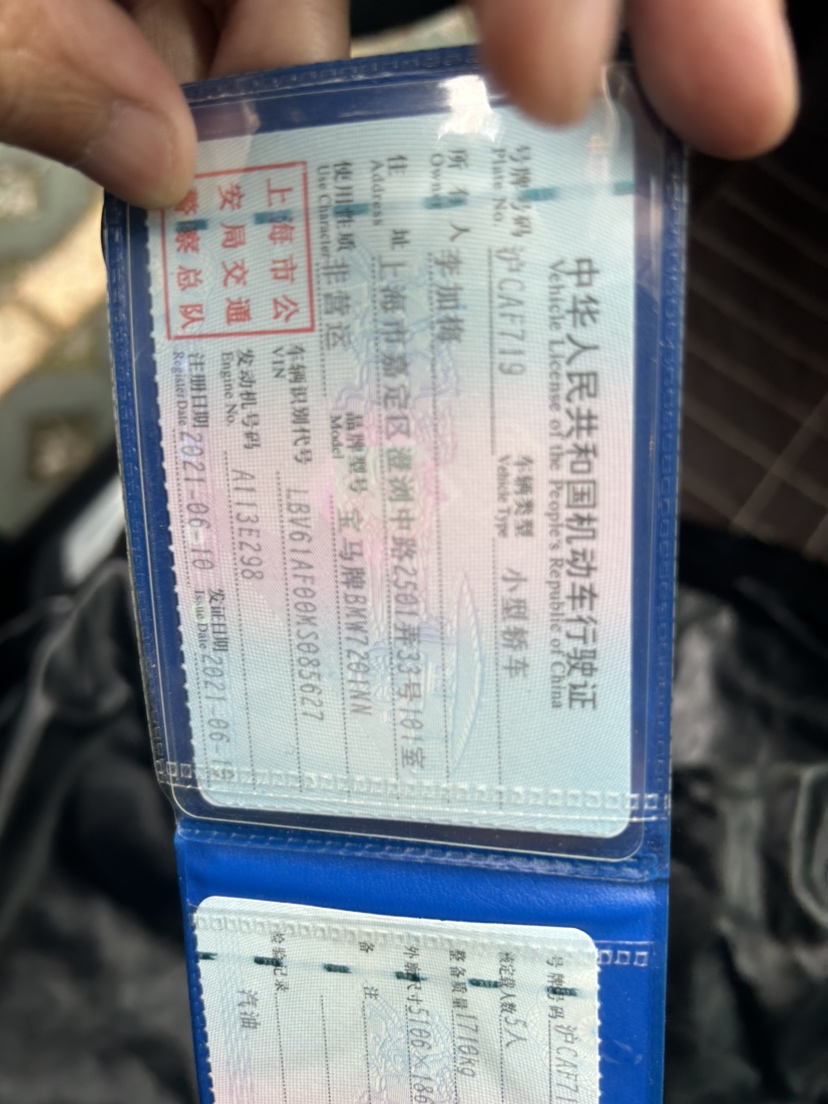 中华人民共和国机动车行驶证
Vehicle License of the People's Republic of China
号牌号码 沪CAF719 车辆类型 小型轿车
Plate No. Vehicle Type
所有人 李加梅
Owner
住址 上海市嘉定区澄浏中路2501弄33号101室
Address
使用性质 非营运 品牌型号 宝马牌BMW7201NN
Use Character Model
上海市公
安局交通
警察总队
车辆识别代号 LBV61AF00MS085627
VIN
发动机号码 A113E298
Engine No.
注册日期 2021-06-10 发证日期 2021-06-
Register Date Issue Date
号牌号码 沪CAF71
核定载人数 5人
整备质量 1710kg
外廓尺寸 5106×186
备注
检验记录
汽油